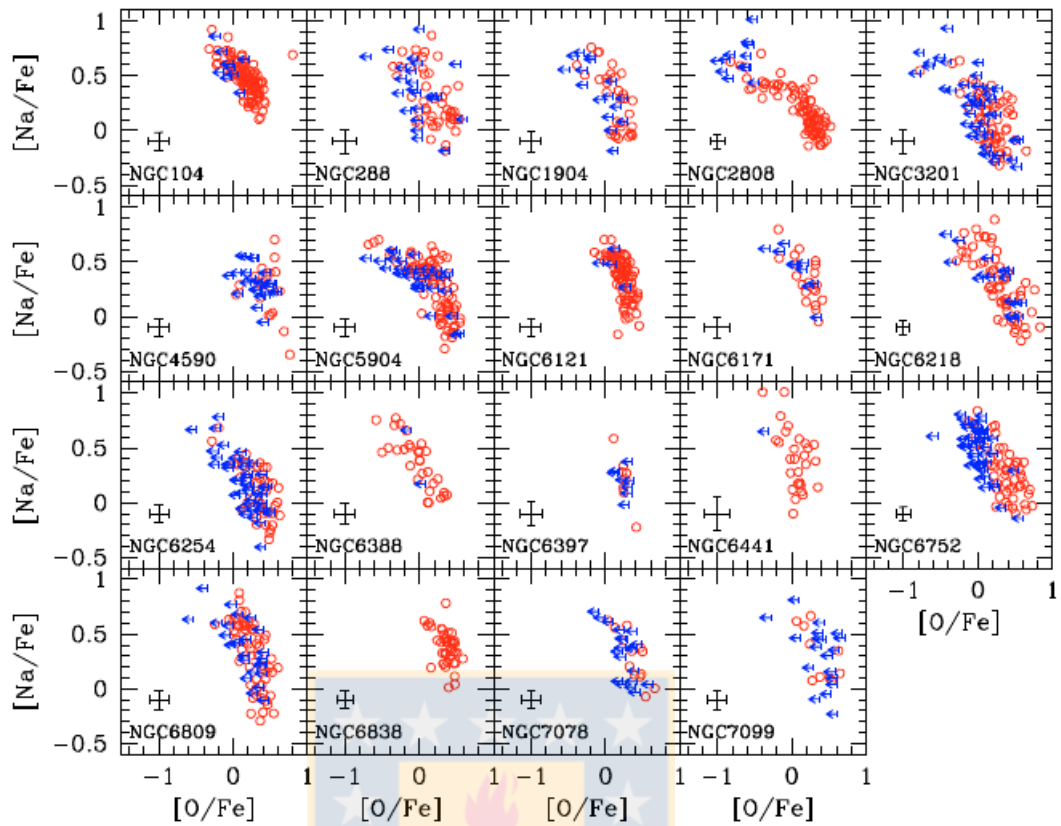 1
0.5
0
−0.5
[Na/Fe]
NGC104
NGC288
NGC1904
NGC2808
NGC3201
1
0.5
0
−0.5
[Na/Fe]
NGC4590
NGC5904
NGC6121
NGC6171
NGC6218
1
0.5
0
−0.5
[Na/Fe]
NGC6254
NGC6388
NGC6397
NGC6441
NGC6752
−1 0 1
[O/Fe]
1
0.5
0
−0.5
[Na/Fe]
NGC6809
NGC6838
NGC7078
NGC7099
−1 0 1 −1 0 1 −1 0 1 −1 0 1
[O/Fe] [O/Fe] [O/Fe] [O/Fe]